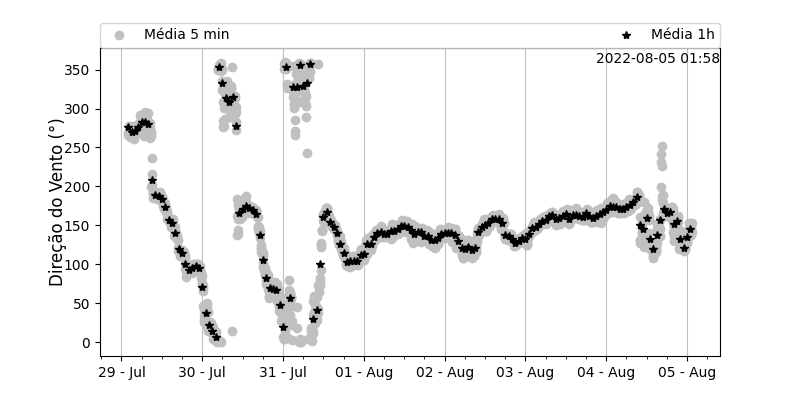 Média 5 min
Média 1h
2022-08-05 01:58
Direção do Vento (°)
350
300
250
200
150
100
50
0
29 - Jul
30 - Jul
31 - Jul
01 - Aug
02 - Aug
03 - Aug
04 - Aug
05 - Aug